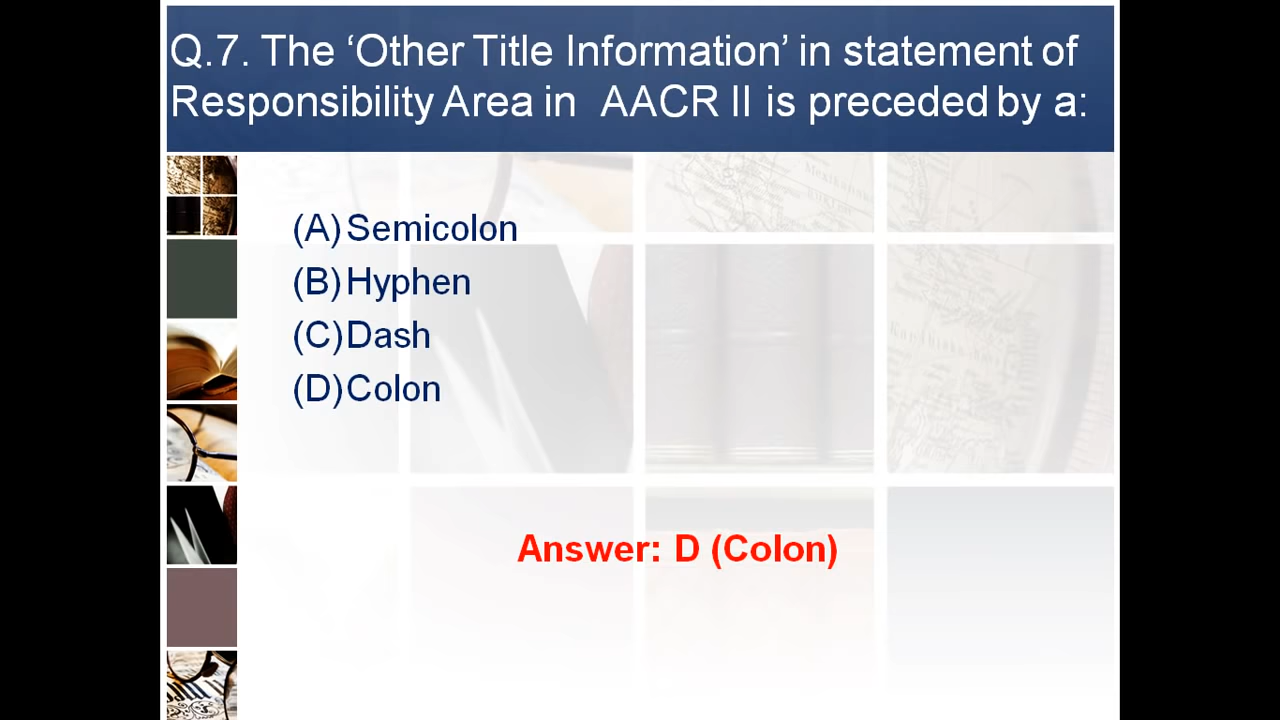 Q.7. The ‘Other Title Information’ in statement of
Responsibility Area in AACR II is preceded by a:
(A) Semicolon
(B) Hyphen
(C) Dash
(D) Colon
Answer: D (Colon)